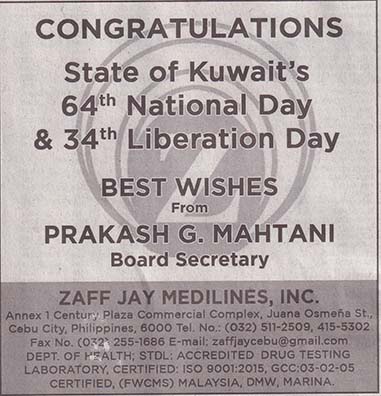 CONGRATULATIONS
State of Kuwait's
64th National Day
& 34th Liberation Day
BEST WISHES
From
PRAKASH G. MAHTANI
Board Secretary
ZAFF JAY MEDILINES, INC.
Annex 1 Century Plaza Commercial Complex, Juana Osmeña St.,
Cebu City, Philippines, 6000 Tel. No.: (032) 511-2509, 415-5302
Fax No. (032) 255-1686 E-mail: zaffjaycebu@gmail.com
DEPT. OF HEALTH; STDL: ACCREDITED DRUG TESTING
LABORATORY, CERTIFIED: ISO 9001:2015, GCC:03-02-05
CERTIFIED, (FWCMS) MALAYSIA, DMW, MARINA.